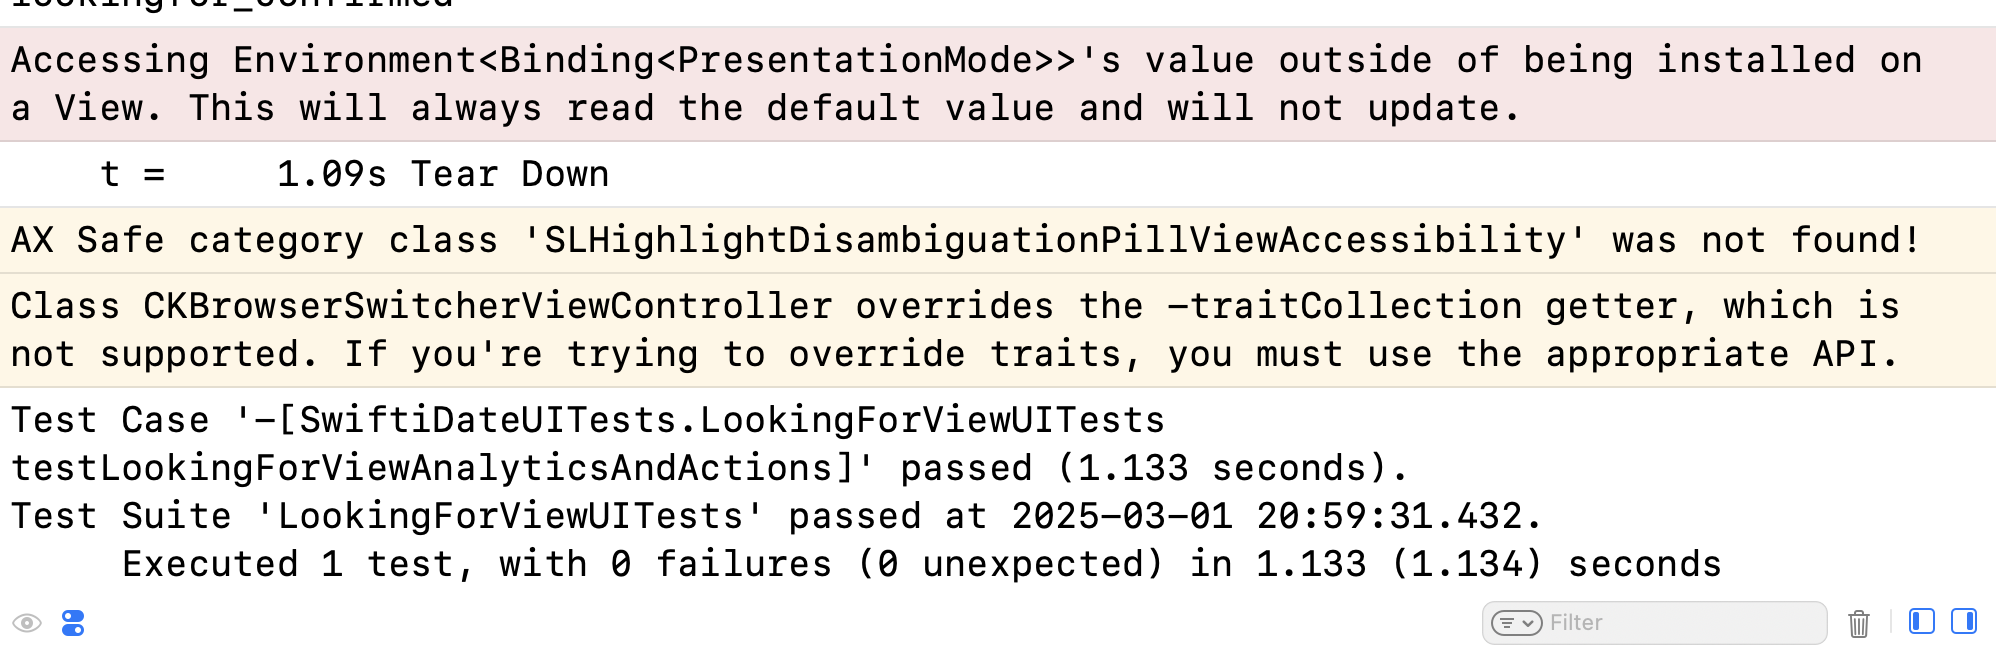 lookingFor_confirmed
Accessing Environment<Binding<PresentationMode>>'s value outside of being installed on
a View. This will always read the default value and will not update.
    t =     1.09s Tear Down
AX Safe category class 'SLHighlightDisambiguationPillViewAccessibility' was not found!
Class CKBrowserSwitcherViewController overrides the -traitCollection getter, which is
not supported. If you're trying to override traits, you must use the appropriate API.
Test Case '-[SwiftiDateUITests.LookingForViewUITests
testLookingForViewAnalyticsAndActions]' passed (1.133 seconds).
Test Suite 'LookingForViewUITests' passed at 2025-03-01 20:59:31.432.
     Executed 1 test, with 0 failures (0 unexpected) in 1.133 (1.134) seconds
Filter